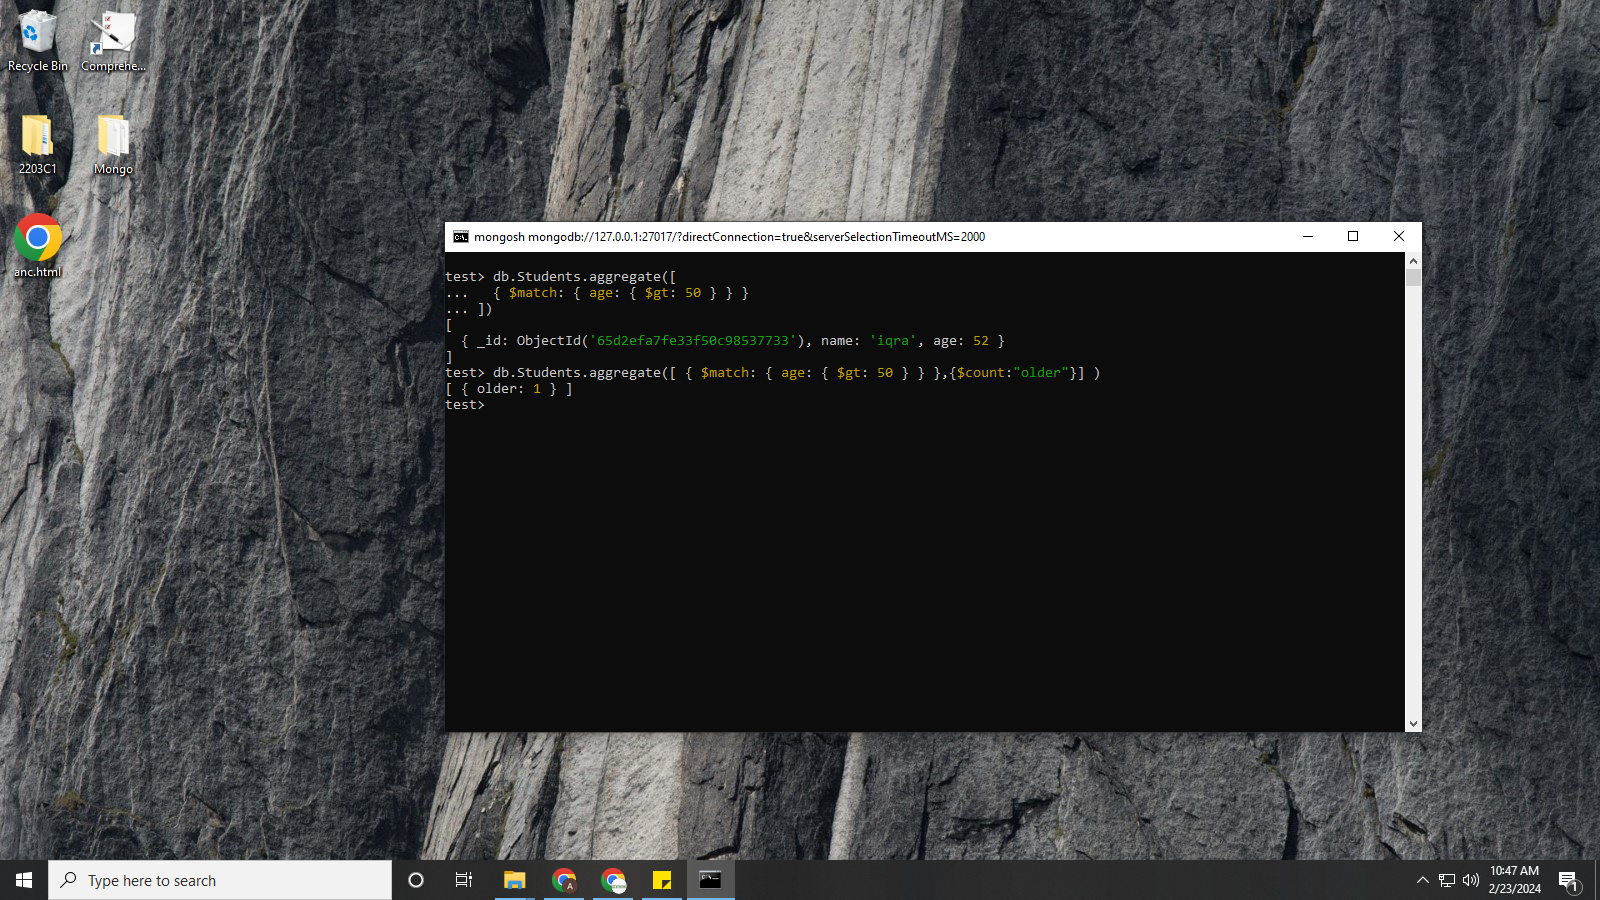 Recycle Bin
Comprehe...
2203C1
Mongo
anc.html
mongosh mongodb://127.0.0.1:27017/?directConnection=true&serverSelectionTimeoutMS=2000
test> db.Students.aggregate([
...   { $match: { age: { $gt: 50 } } }
... ])
[
  { _id: ObjectId('65d2efa7fe33f50c98537733'), name: 'iqra', age: 52 }
]
test> db.Students.aggregate([ { $match: { age: { $gt: 50 } } },{$count:"older"}] )
[ { older: 1 } ]
test>
Type here to search
A
10:47 AM
2/23/2024
1